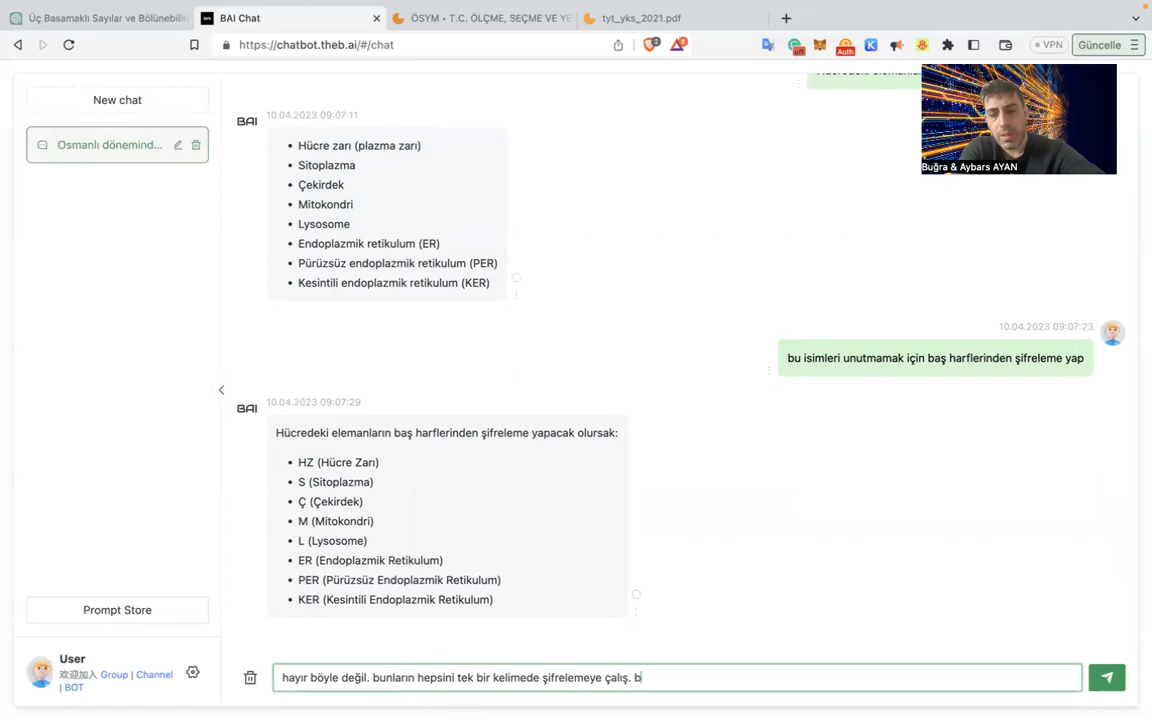 Üç Basamaklı Sayılar ve Bölünebili
BAI Chat
ÖSYM - T.C. ÖLÇME, SEÇME VE YE
tyt_yks_2021.pdf
https://chatbot.theb.ai/#/chat
VPN
Güncelle
New chat
Osmanlı dönemind...
Buğra & Aybars AYAN
BAI
10.04.2023 09:07:11
Hücre zarı (plazma zarı)
Sitoplazma
Çekirdek
Mitokondri
Lysosome
Endoplazmik retikulum (ER)
Pürüzsüz endoplazmik retikulum (PER)
Kesintili endoplazmik retikulum (KER)
10.04.2023 09:07:23
bu isimleri unutmamak için baş harflerinden şifreleme yap
BAI
10.04.2023 09:07:29
Hücredeki elemanların baş harflerinden şifreleme yapacak olursak:
HZ (Hücre Zarı)
S (Sitoplazma)
Ç (Çekirdek)
M (Mitokondri)
L (Lysosome)
ER (Endoplazmik Retikulum)
PER (Pürüzsüz Endoplazmik Retikulum)
KER (Kesintili Endoplazmik Retikulum)
Prompt Store
User
欢迎加入 Group | Channel
| BOT
hayır böyle değil. bunların hepsini tek bir kelimede şifrelemeye çalış. b